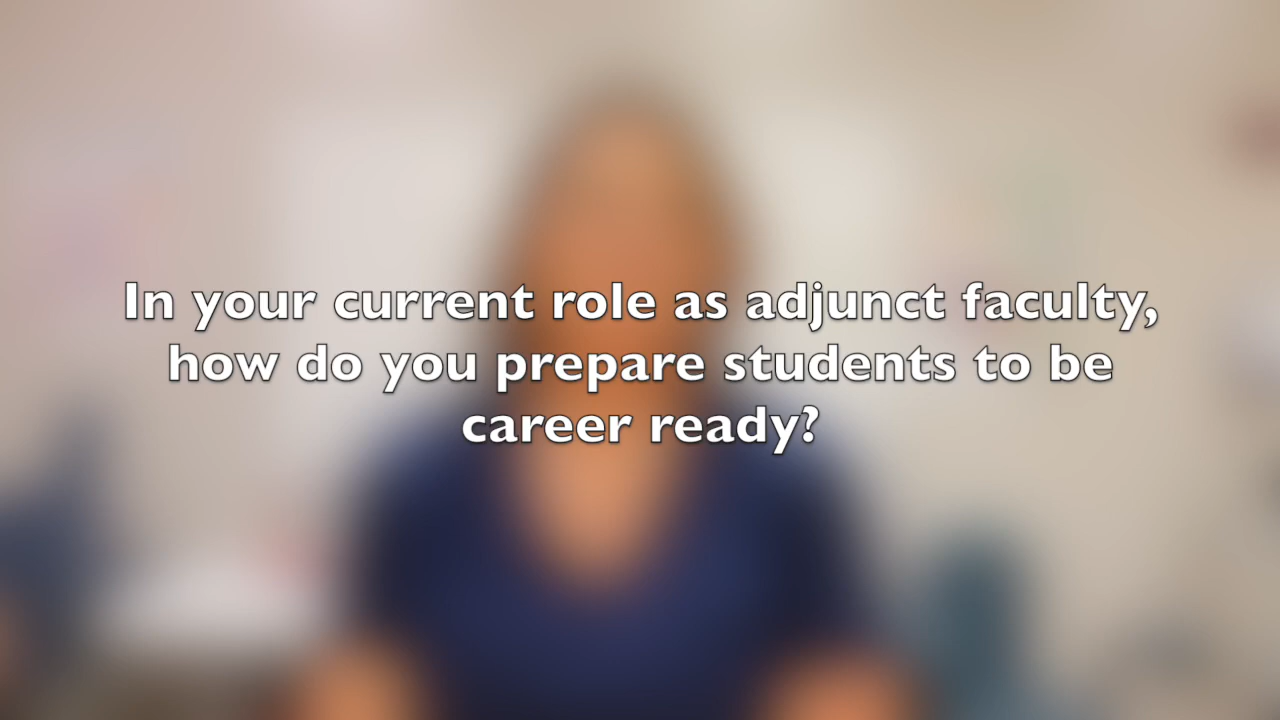 In your current role as adjunct faculty,
how do you prepare students to be
career ready?